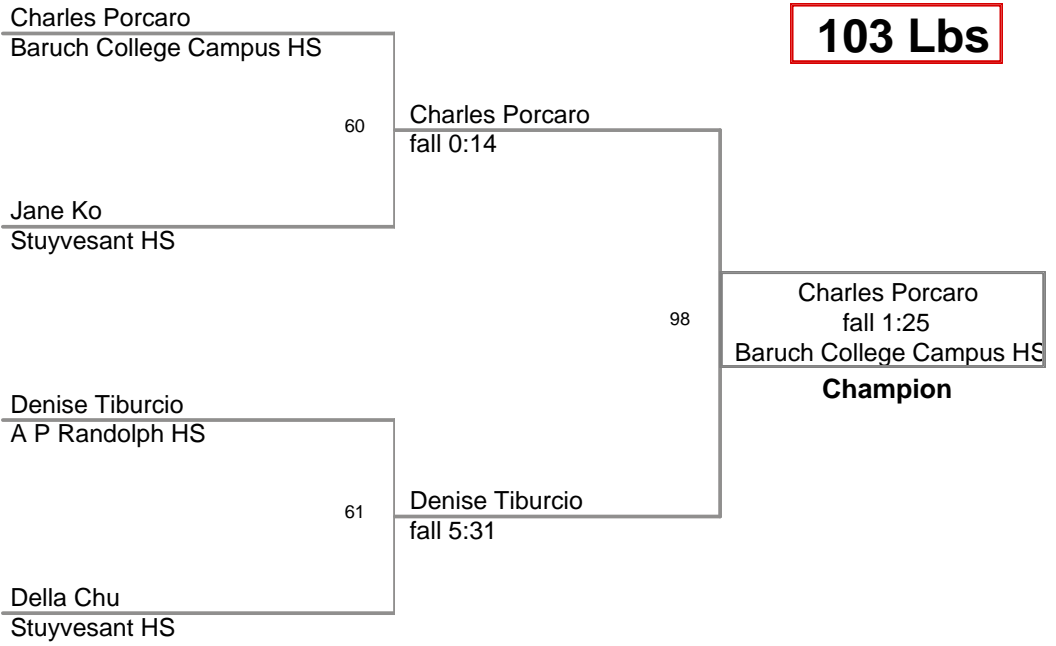 Charles Porcaro
Baruch College Campus HS
103 Lbs
60
Charles Porcaro
fall 0:14
Jane Ko
Stuyvesant HS
98
Charles Porcaro
fall 1:25
Baruch College Campus HS
Champion
Denise Tiburcio
A P Randolph HS
61
Denise Tiburcio
fall 5:31
Della Chu
Stuyvesant HS